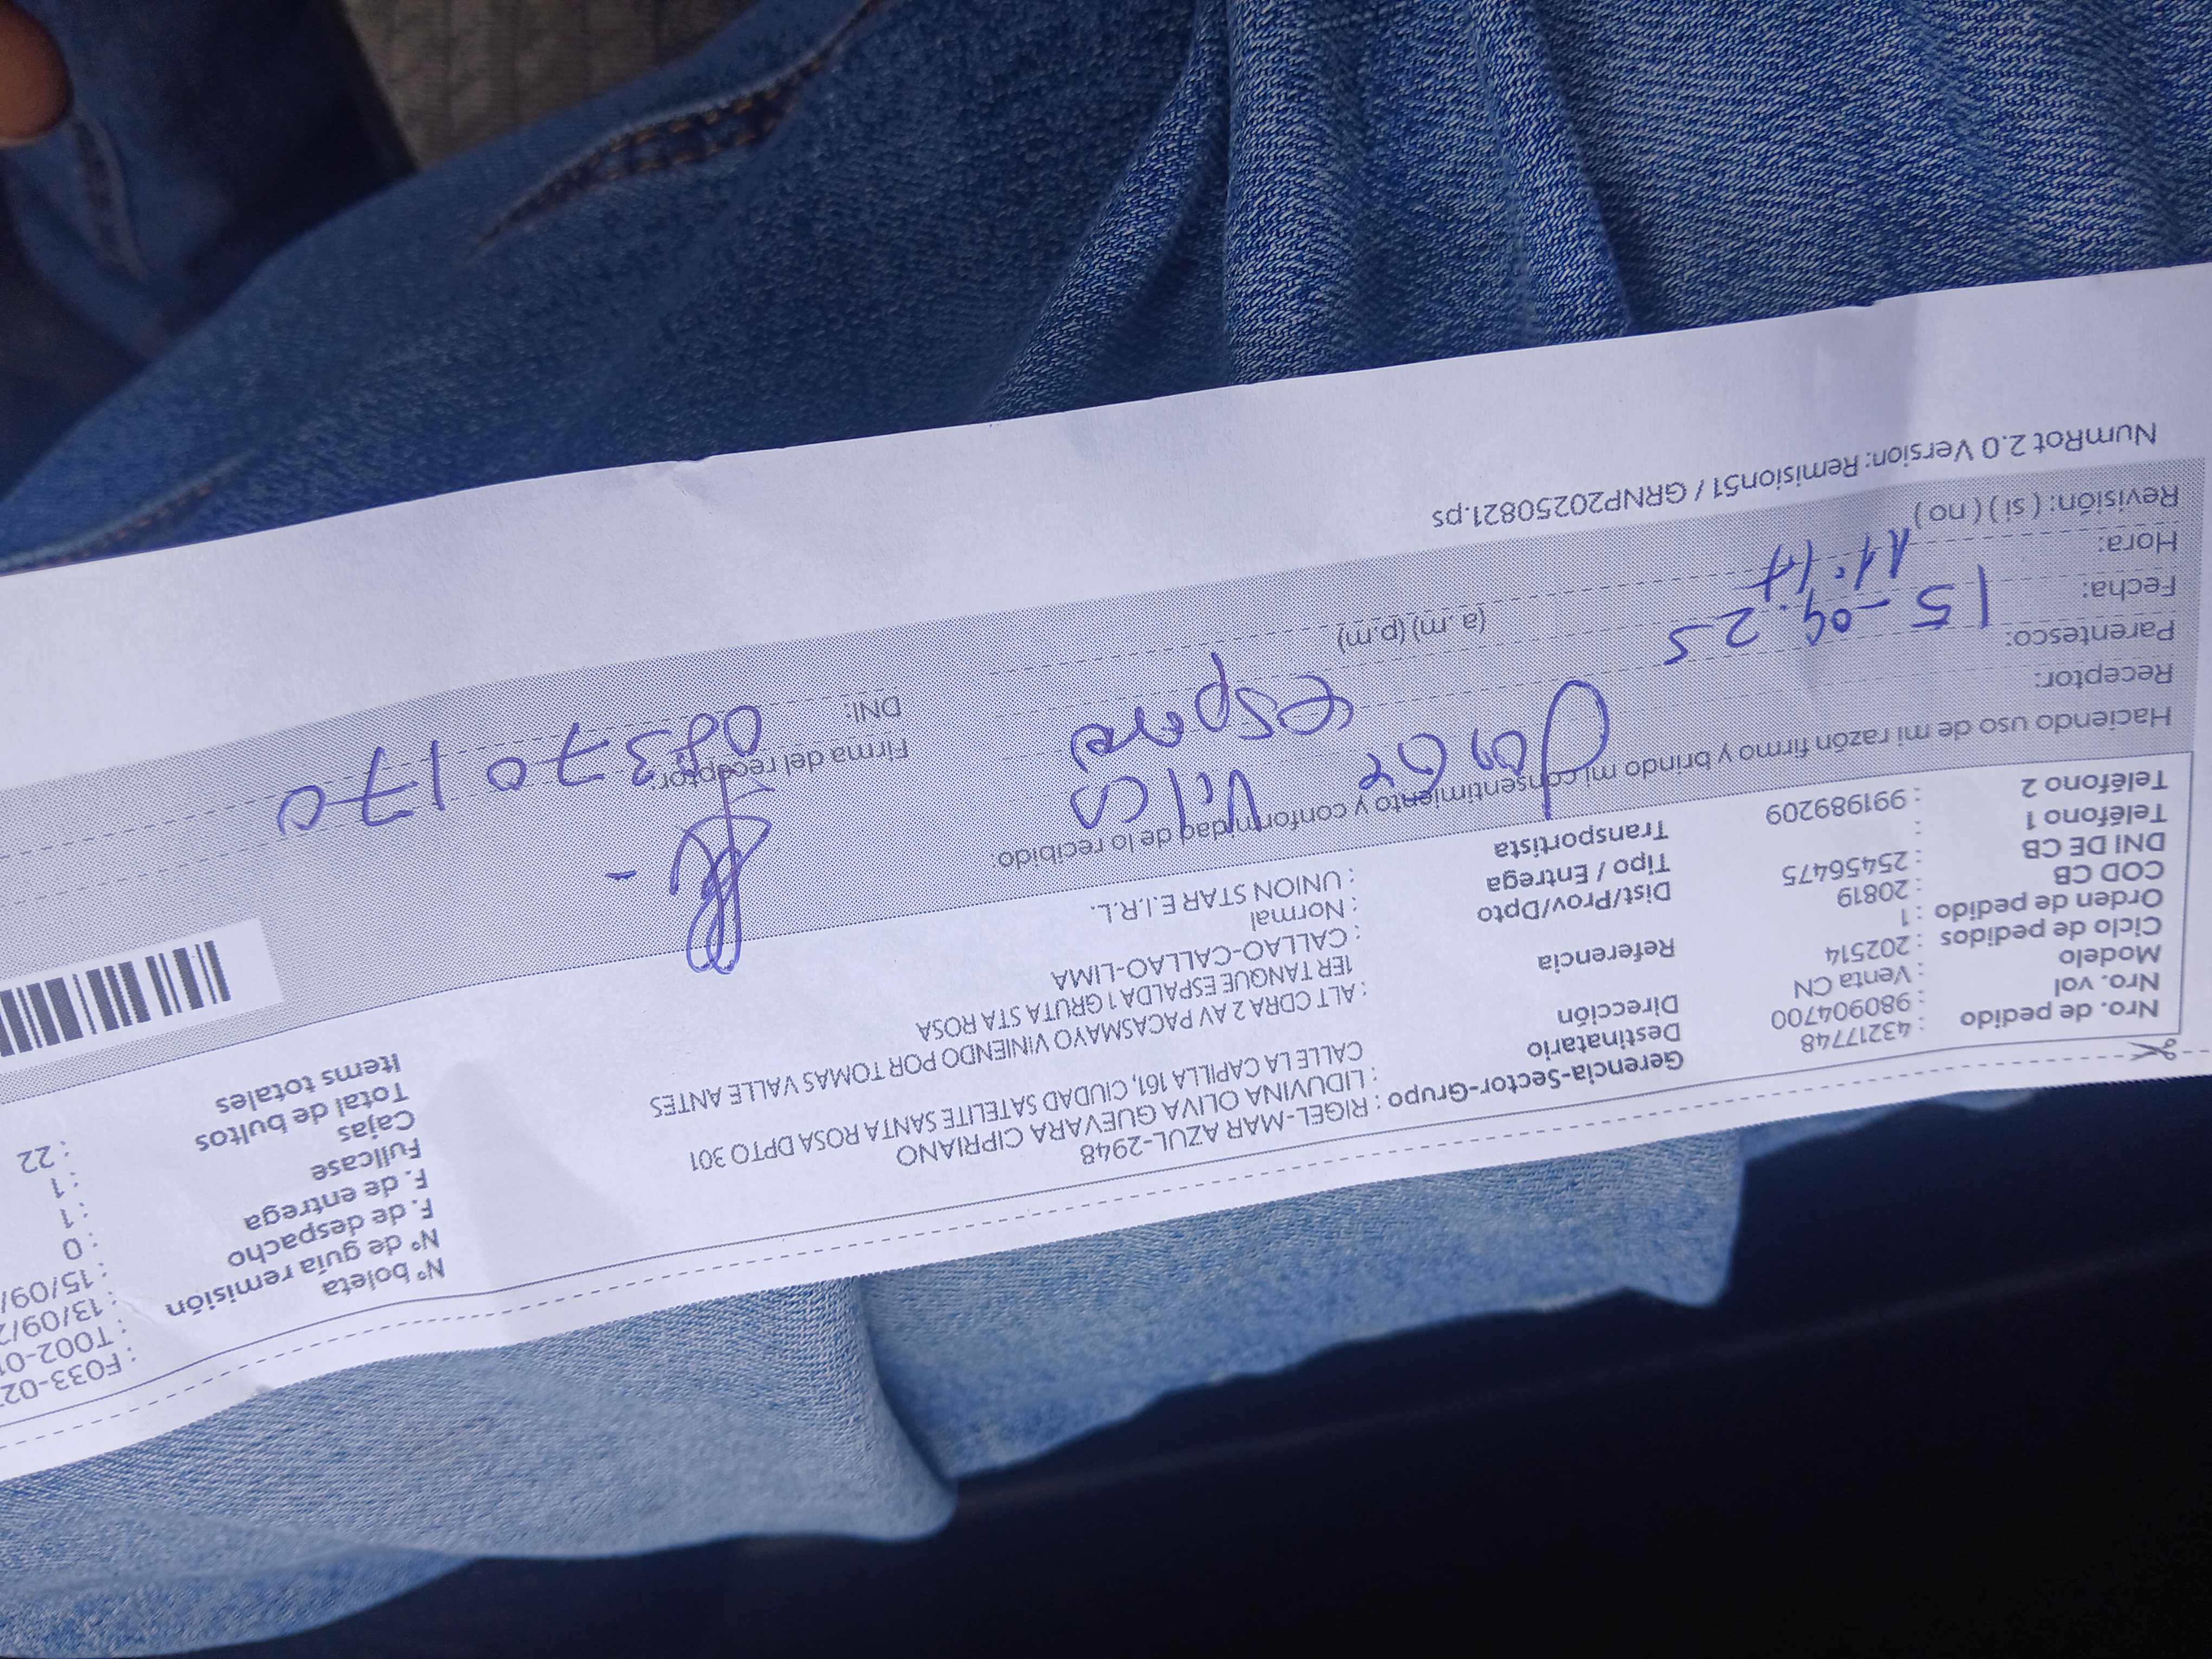 Nro. de pedido : 43217748
Nro. vol : 980904700
Modelo : Venta CN
Ciclo de pedidos : 202514
Orden de pedido : 1
COD CB : 20819
DNI DE CB : 25456475
Teléfono 1 :
Teléfono 2 : 991989209
Gerencia-Sector-Grupo : RIGEL-MAR AZUL-2948
Destinatario : LIDUVINA OLIVA GUEVARA CIPRIANO
Dirección CALLE LA CAPILLA 161, CIUDAD SATELITE SANTA ROSA DPTO 301
Referencia : ALT CDRA 2 AV PACASMAYO VINIENDO POR TOMAS VALLE ANTES
1ER TANQUE ESPALDA 1 GRUTA STA ROSA
Dist/Prov/Dpto : CALLAO-CALLAO-LIMA
Tipo / Entrega : Normal
Transportista : UNION STAR E.I.R.L.
N° boleta : F033-02
N° de guía remisión : T002-0
F. de despacho : 13/09/2
F. de entrega : 15/09/
Fullcase : 0
Cajas : 1
Total de bultos : 1
Items totales : 22
Haciendo uso de mi razón firmo y brindo mi consentimiento y conformidad de lo recibido:
Receptor: Jorge Vilca
Parentesco: esposo
Fecha: 15-09-25
Hora: 11:17 (a.m) (p.m)
Revisión: ( si ) ( no )
Firma del receptor:
DNI: 08370170
NumRot 2.0 Version: Remision51 / GRNP20250821.ps